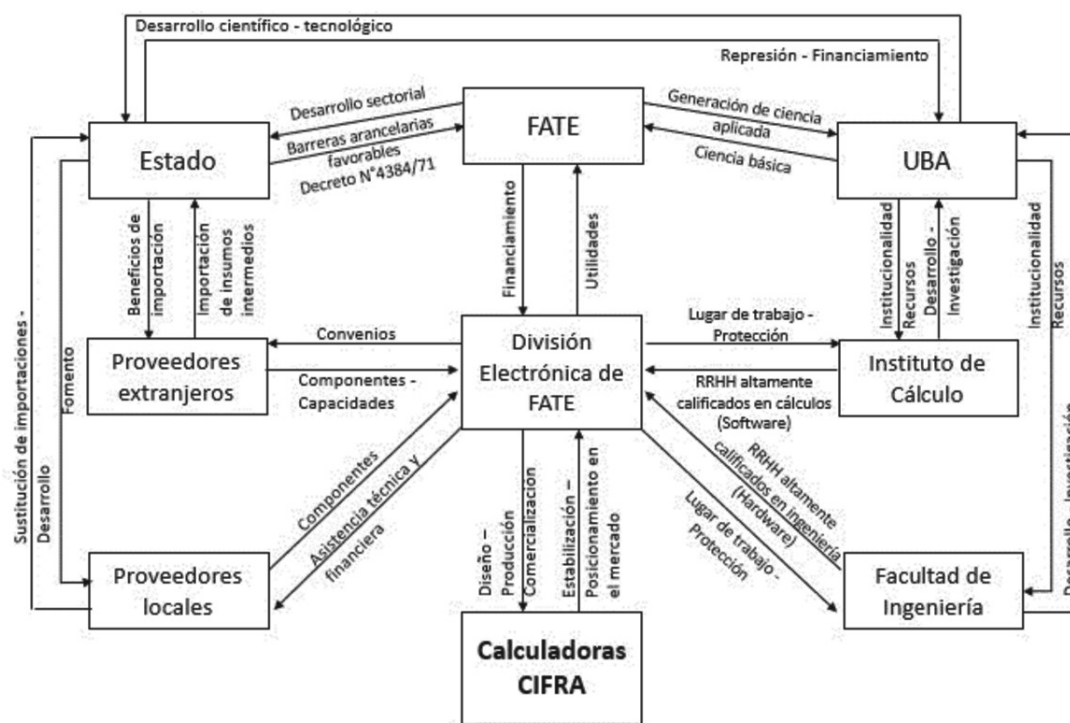 Desarrollo científico - tecnológico
Represión - Financiamiento
Desarrollo sectorial
Barreras arancelarias
favorables
Decreto N°4384/71
FATE
Generación de ciencia
aplicada
Ciencia básica
Estado
UBA
Beneficios de
importación
Importación
de insumos
intermedios
Financiamiento
Utilidades
Institucionalidad
Recursos
Desarrollo -
Investigación
Institucionalidad
Recursos
Sustitución de importaciones -
Desarrollo
Fomento
Proveedores
extranjeros
Convenios
Componentes -
Capacidades
División
Electrónica de
FATE
Lugar de trabajo -
Protección
RRHH altamente
calificados en cálculos
(Software)
Instituto de
Cálculo
Componentes
Asistencia técnica y
financiera
Diseño –
Producción
Comercialización
Estabilización –
Posicionamiento en
el mercado
RRHH altamente
calificados en ingeniería
(Hardware)
Lugar de trabajo -
Protección
Desarrollo - Investigación
Proveedores
locales
Facultad de
Ingeniería
Calculadoras
CIFRA